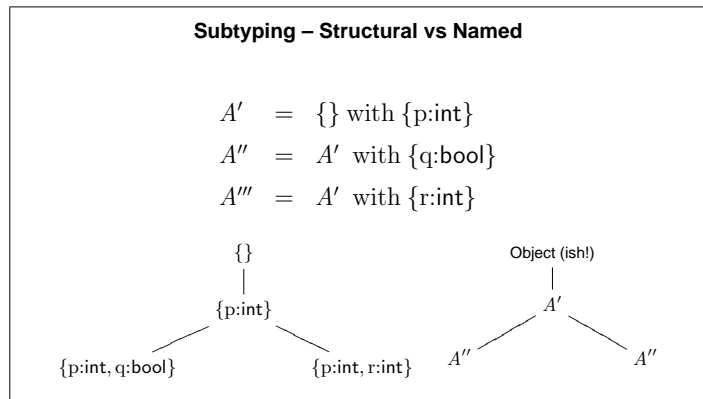 Subtyping – Structural vs Named
A′ = {} with {p:int}
A′′ = A′ with {q:bool}
A′′′ = A′ with {r:int}
{}
{p:int}
{p:int, q:bool} {p:int, r:int}
Object (ish!)
A′
A′′ A′′